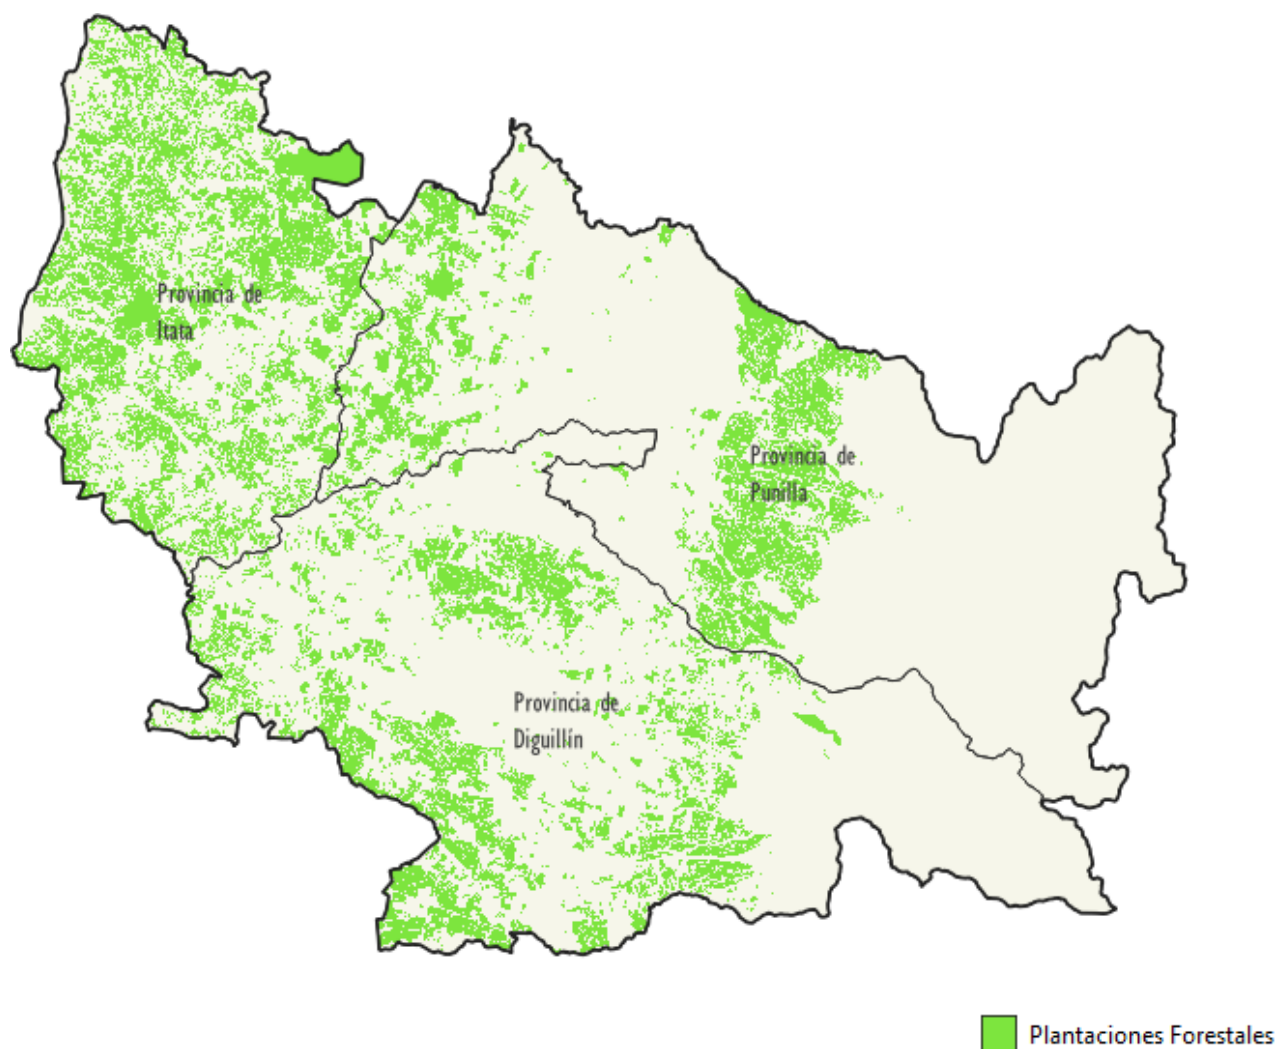 Provincia de
Itata
Provincia de
Punilla
Provincia de
Diguillín
Plantaciones Forestales